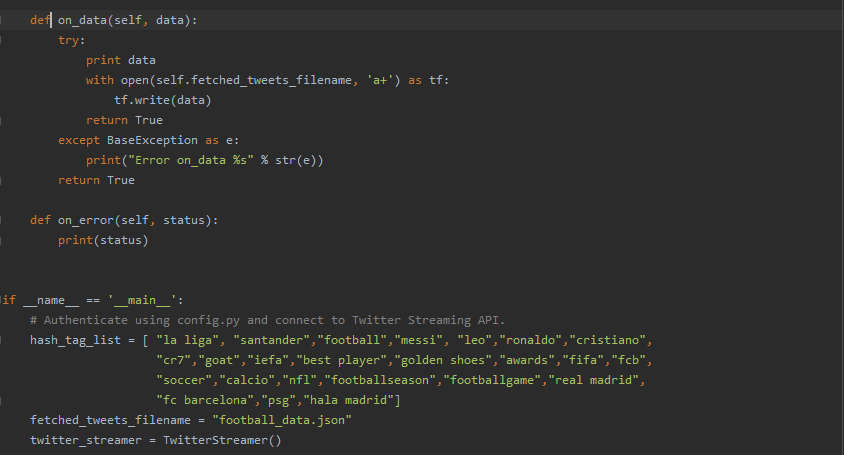 def on_data(self, data):
try:
print data
with open(self.fetched_tweets_filename, 'a+') as tf:
tf.write(data)
return True
except BaseException as e:
print("Error on_data %s" % str(e))
return True
def on_error(self, status):
print(status)
if __name__ == '__main__':
# Authenticate using config.py and connect to Twitter Streaming API.
hash_tag_list = [ "la liga", "santander","football","messi", "leo","ronaldo","cristiano",
"cr7","goat","iefa","best player","golden shoes","awards","fifa","fcb",
"soccer","calcio","nfl","footballseason","footballgame","real madrid",
"fc barcelona","psg","hala madrid"]
fetched_tweets_filename = "football_data.json"
twitter_streamer = TwitterStreamer()